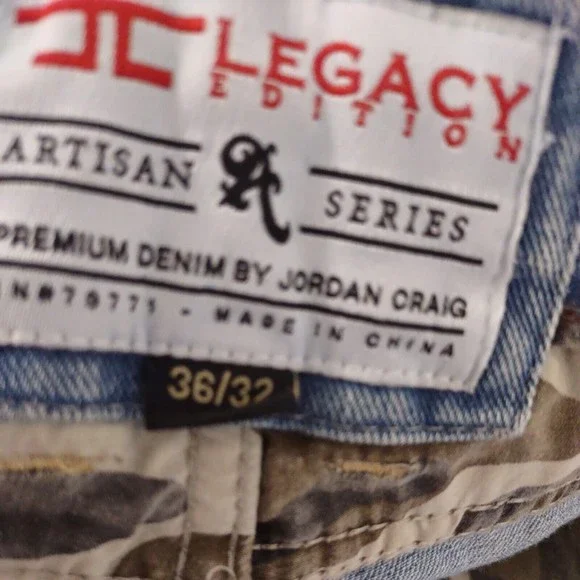 LEGACY
EDITION
ARTISAN A SERIES
PREMIUM DENIM BY JORDAN CRAIG
MADE IN CHINA
36/32